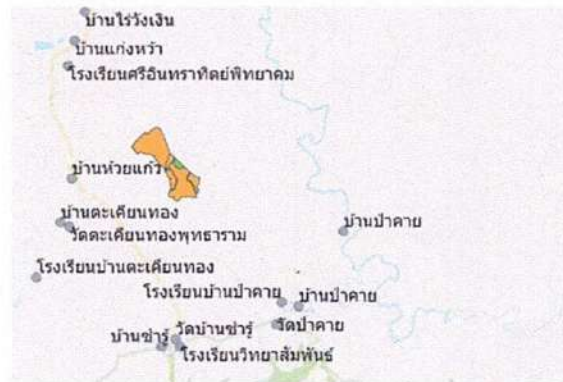 บ้านไร่วังเงิน
บ้านแก่งหว้า
โรงเรียนศรีอินทราทิตย์พิทยาคม
บ้านห้วยแก้ว
บ้านตะเคียนทอง
วัดตะเคียนทองพุทธาราม
บ้านป่าคาย
โรงเรียนบ้านตะเคียนทอง
โรงเรียนบ้านป่าคาย
บ้านป่าคาย
วัดป่าคาย
วัดบ้านซ่ารู้
บ้านซ่ารู้
โรงเรียนวิทยาสัมพันธ์